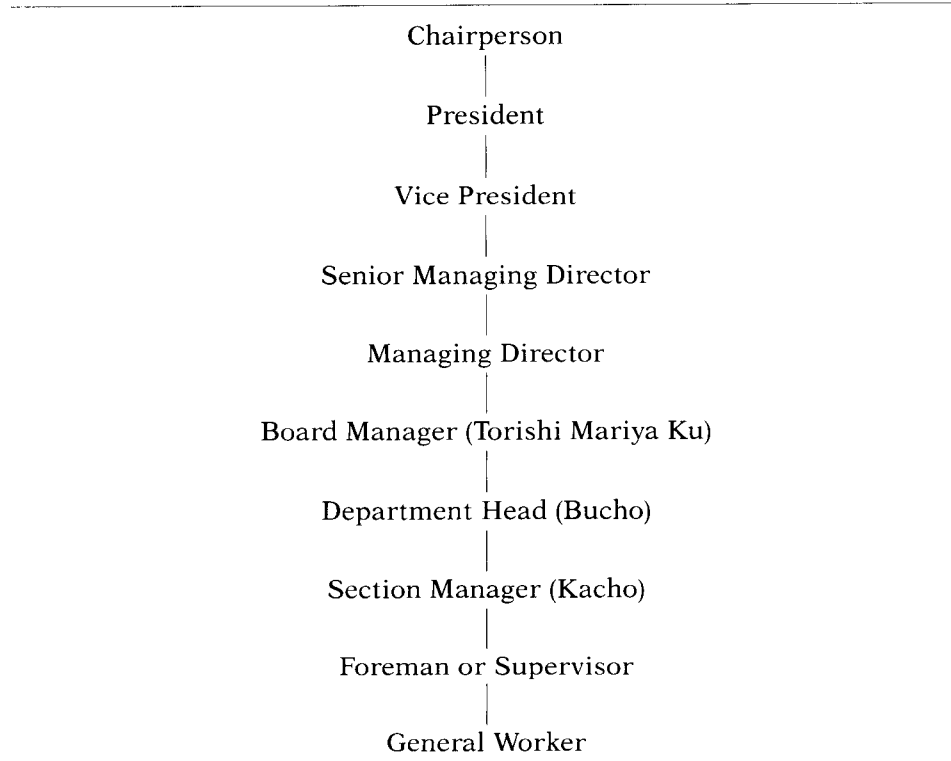 Chairperson
President
Vice President
Senior Managing Director
Managing Director
Board Manager (Torishi Mariya Ku)
Department Head (Bucho)
Section Manager (Kacho)
Foreman or Supervisor
General Worker